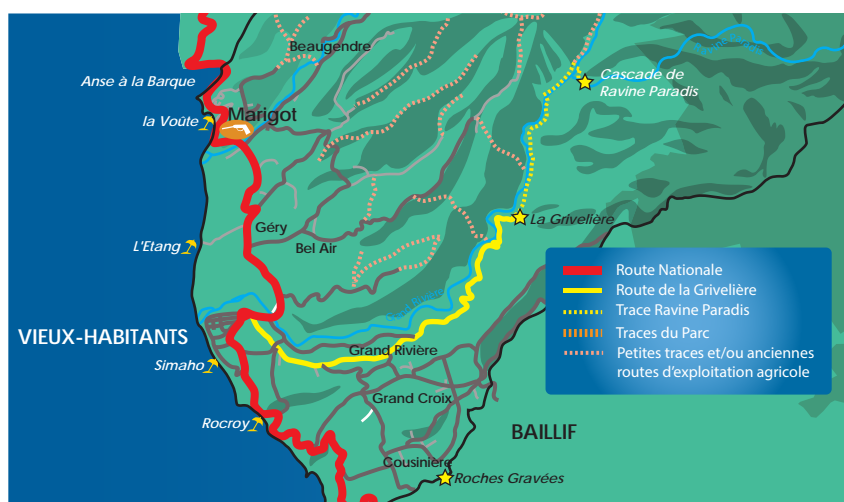 Beaugendre
Anse à la Barque
Cascade de
Ravine Paradis
Marigot
la Voûte
La Grivelière
Géry
Bel Air
L'Etang
Route Nationale
Route de la Grivelière
Trace Ravine Paradis
Traces du Parc
Petites traces et/ou anciennes
routes d'exploitation agricole
VIEUX-HABITANTS
Grand Rivière
Simaho
Grand Croix
Rocroy
BAILLIF
Cousinière
Roches Gravées